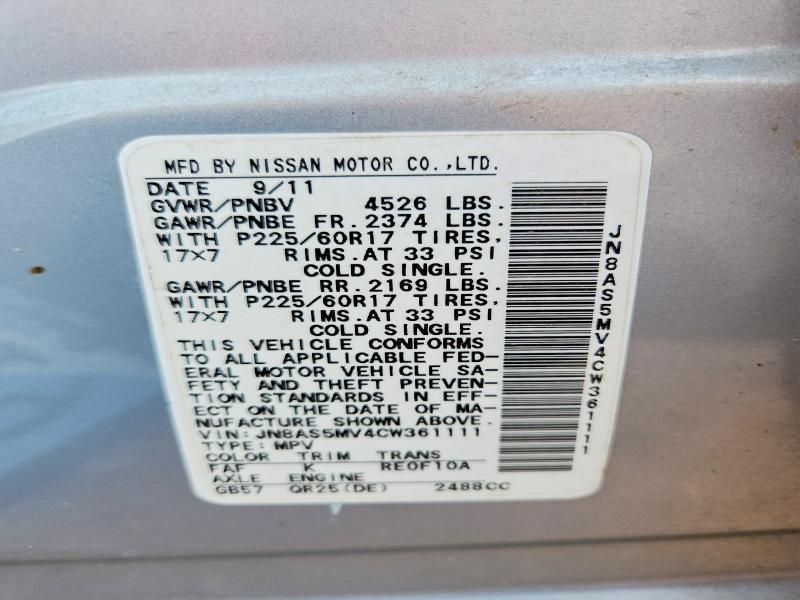 MFD BY NISSAN MOTOR CO.,LTD.
DATE 9/11
GVWR/PNBV 4526 LBS.
GAWR/PNBE FR. 2374 LBS.
WITH P225/60R17 TIRES,
17×7 RIMS.AT 33 PSI
COLD SINGLE.
GAWR/PNBE RR. 2169 LBS.
WITH P225/60R17 TIRES,
17×7 RIMS.AT 33 PSI
COLD SINGLE.
THIS VEHICLE CONFORMS
TO ALL APPLICABLE FED-
ERAL MOTOR VEHICLE SA-
FETY AND THEFT PREVEN-
TION STANDARDS IN EFF-
ECT ON THE DATE OF MA-
NUFACTURE SHOWN ABOVE.
VIN: JN8AS5MV4CW361111
TYPE: MPV
COLOR TRIM TRANS
FAF K RE0F10A
AXLE ENGINE
GB57 QR25(DE) 2488CC
JN8AS5MV4CW361111